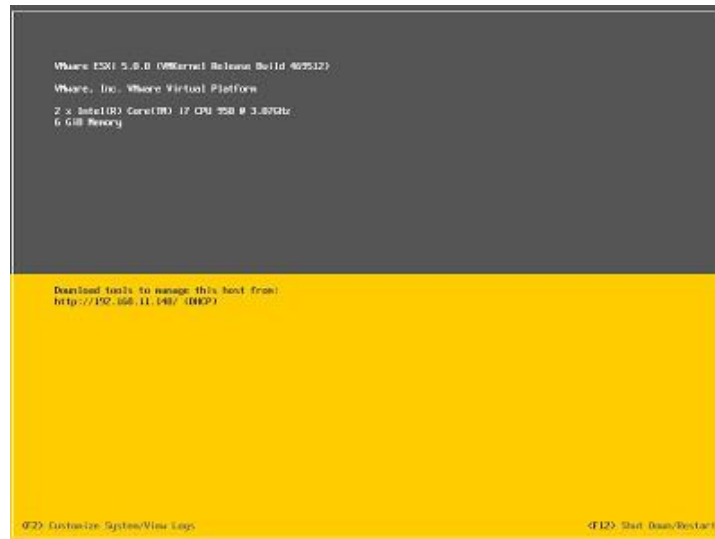 VMware ESXi 5.0.0 (VMKernel Release Build 469512)
VMware, Inc. VMware Virtual Platform
2 x Intel(R) Core(TM) i7 CPU 950 @ 3.07GHz
6 GiB Memory
Download tools to manage this host from:
http://192.168.11.148/ (DHCP)
<F2> Customize System/View Logs
<F12> Shut Down/Restart